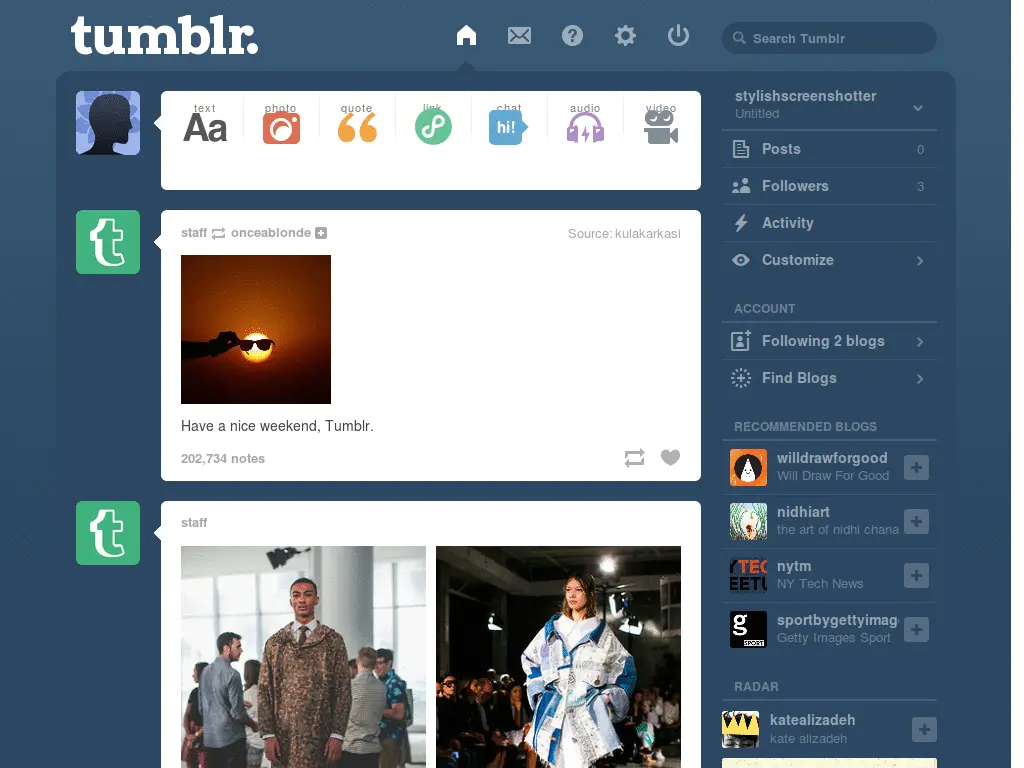 tumblr.
Search Tumblr
text photo quote link chat audio video
Aa
hi!
staff onceablonde
Source: kulakarkasi
Have a nice weekend, Tumblr.
202,734 notes
staff
stylishscreenshotter
Untitled
Posts 0
Followers 3
Activity
Customize
ACCOUNT
Following 2 blogs
Find Blogs
RECOMMENDED BLOGS
willdrawforgood
Will Draw For Good
nidhiart
the art of nidhi chana
YTEC
EETU
nytm
NY Tech News
g
SPORT
sportbygettyimag
Getty Images Sport
RADAR
katealizadeh
kate alizadeh